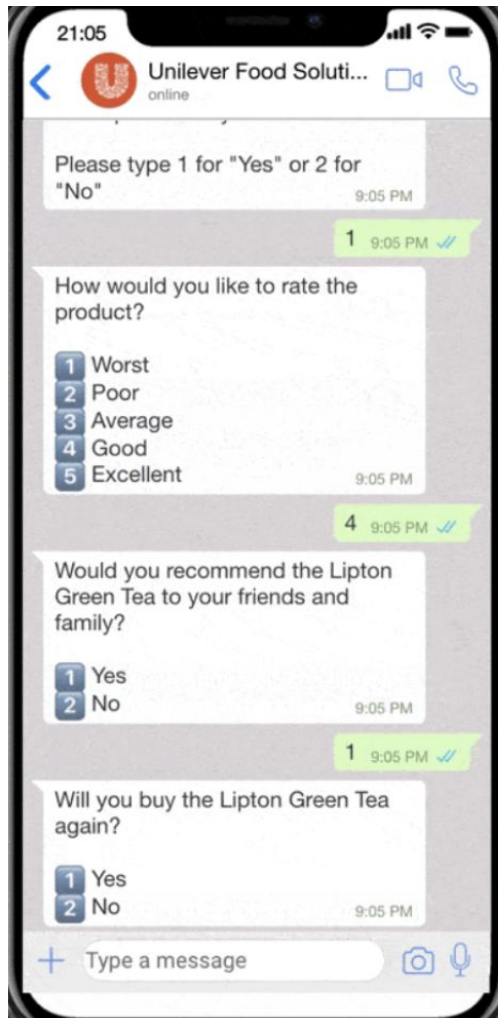 21:05
Unilever Food Soluti...
online
Please type 1 for "Yes" or 2 for
"No"
9:05 PM
1 9:05 PM
How would you like to rate the
product?
1 Worst
2 Poor
3 Average
4 Good
5 Excellent
9:05 PM
4 9:05 PM
Would you recommend the Lipton
Green Tea to your friends and
family?
1 Yes
2 No
9:05 PM
1 9:05 PM
Will you buy the Lipton Green Tea
again?
1 Yes
2 No
9:05 PM
Type a message